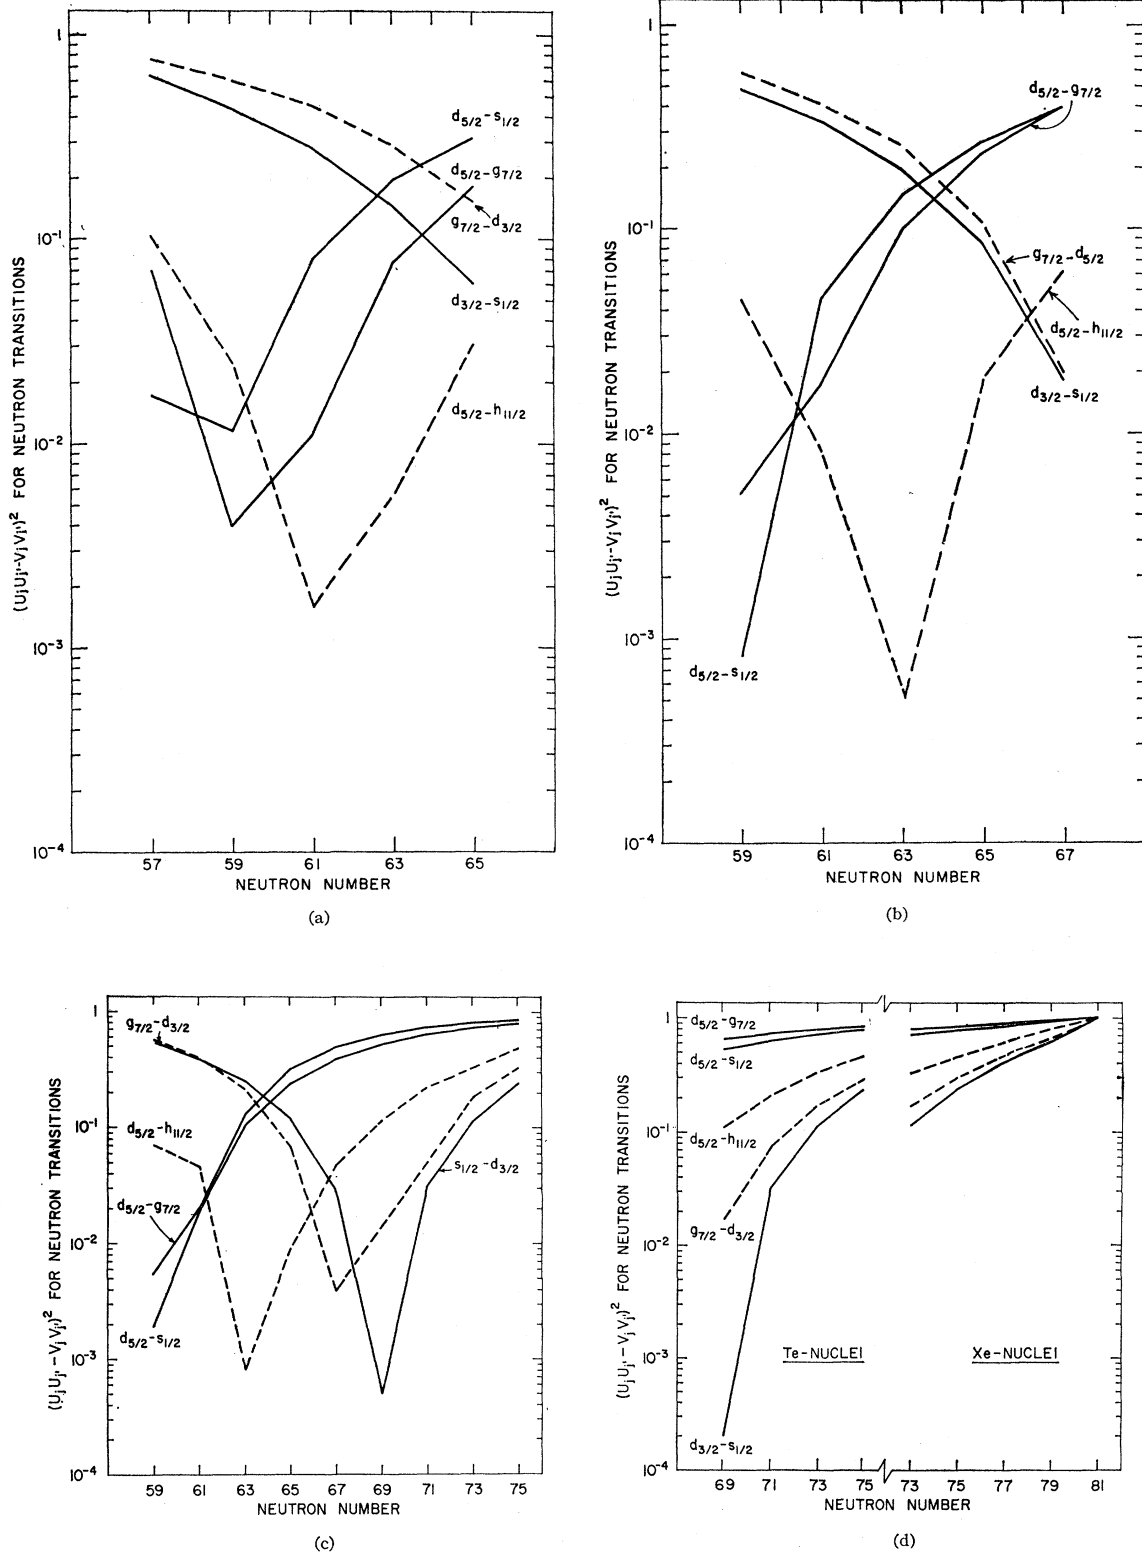 1
10⁻¹
10⁻²
10⁻³
10⁻⁴
(UjUj'-VjVj')² FOR NEUTRON TRANSITIONS
d5/2-s1/2
d5/2-g7/2
g7/2-d3/2
d3/2-s1/2
d5/2-h11/2
57 59 61 63 65
NEUTRON NUMBER
(a)
1
10⁻¹
10⁻²
10⁻³
10⁻⁴
(UjUj'-VjVj')² FOR NEUTRON TRANSITIONS
d5/2-g7/2
g7/2-d5/2
d5/2-h11/2
d3/2-s1/2
d5/2-s1/2
59 61 63 65 67
NEUTRON NUMBER
(b)
1
10⁻¹
10⁻²
10⁻³
10⁻⁴
(UjUj'-VjVj')² FOR NEUTRON TRANSITIONS
g7/2-d3/2
d5/2-h11/2
s1/2-d3/2
d5/2-g7/2
d5/2-s1/2
59 61 63 65 67 69 71 73 75
NEUTRON NUMBER
(c)
1
10⁻¹
10⁻²
10⁻³
10⁻⁴
(UjUj'-VjVj')² FOR NEUTRON TRANSITIONS
d5/2-g7/2
d5/2-s1/2
d5/2-h11/2
g7/2-d3/2
Te-NUCLEI Xe-NUCLEI
d3/2-s1/2
69 71 73 75 73 75 77 79 81
NEUTRON NUMBER
(d)